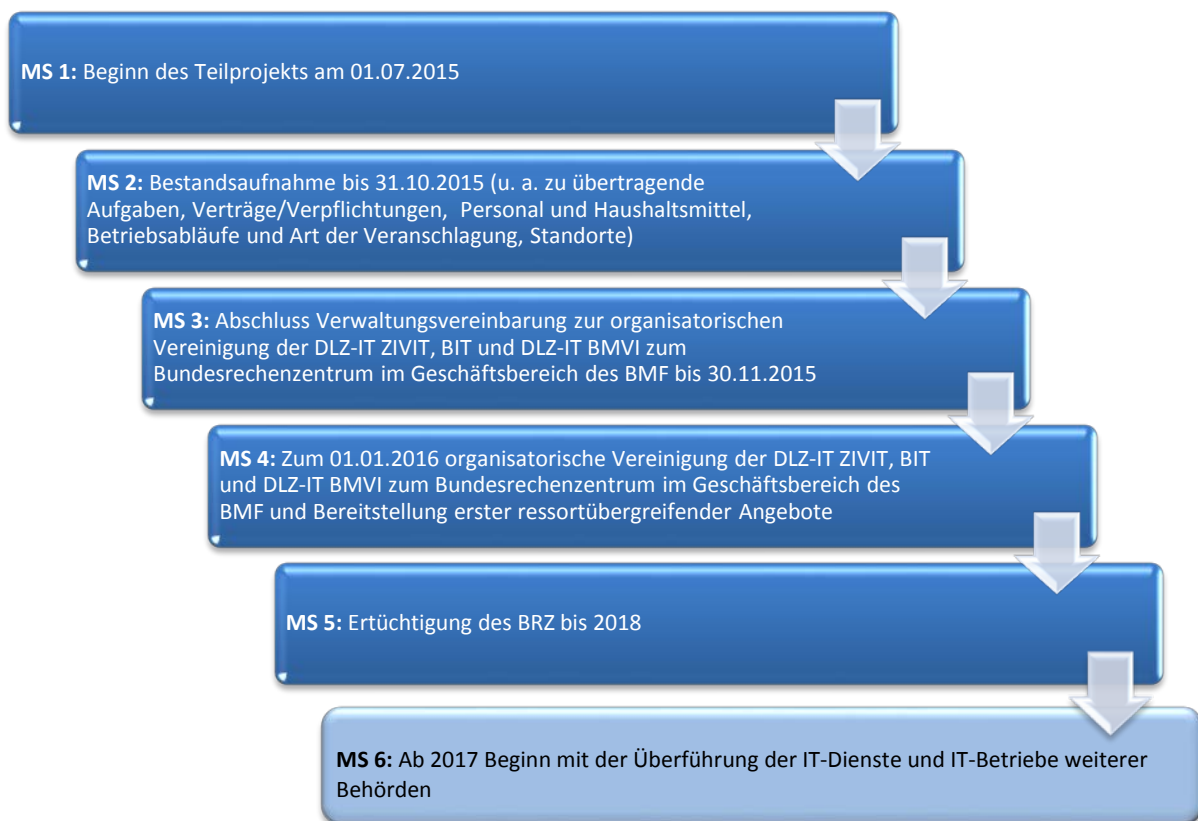 MS 1: Beginn des Teilprojekts am 01.07.2015
MS 2: Bestandsaufnahme bis 31.10.2015 (u. a. zu übertragende
Aufgaben, Verträge/Verpflichtungen, Personal und Haushaltsmittel,
Betriebsabläufe und Art der Veranschlagung, Standorte)
MS 3: Abschluss Verwaltungsvereinbarung zur organisatorischen
Vereinigung der DLZ-IT ZIVIT, BIT und DLZ-IT BMVI zum
Bundesrechenzentrum im Geschäftsbereich des BMF bis 30.11.2015
MS 4: Zum 01.01.2016 organisatorische Vereinigung der DLZ-IT ZIVIT, BIT
und DLZ-IT BMVI zum Bundesrechenzentrum im Geschäftsbereich des
BMF und Bereitstellung erster ressortübergreifender Angebote
MS 5: Ertüchtigung des BRZ bis 2018
MS 6: Ab 2017 Beginn mit der Überführung der IT-Dienste und IT-Betriebe weiterer
Behörden